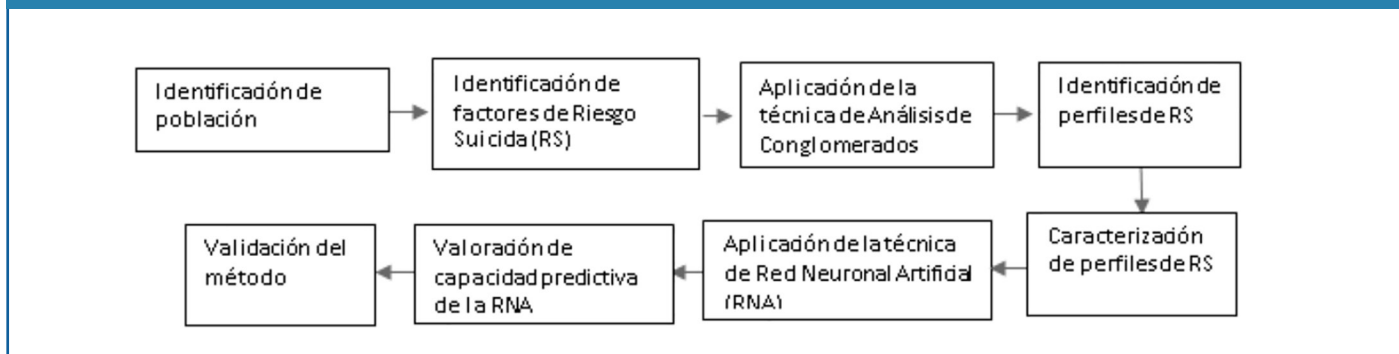 Identificación de
población
Identificación de
factores de Riesgo
Suicida (RS)
Aplicación de la
técnica de Análisis de
Conglomerados
Identificación de
perfiles de RS
Caracterización
de perfiles de RS
Aplicación de la técnica
de Red Neuronal Artificial
(RNA)
Valoración de
capacidad predictiva
de la RNA
Validación del
método